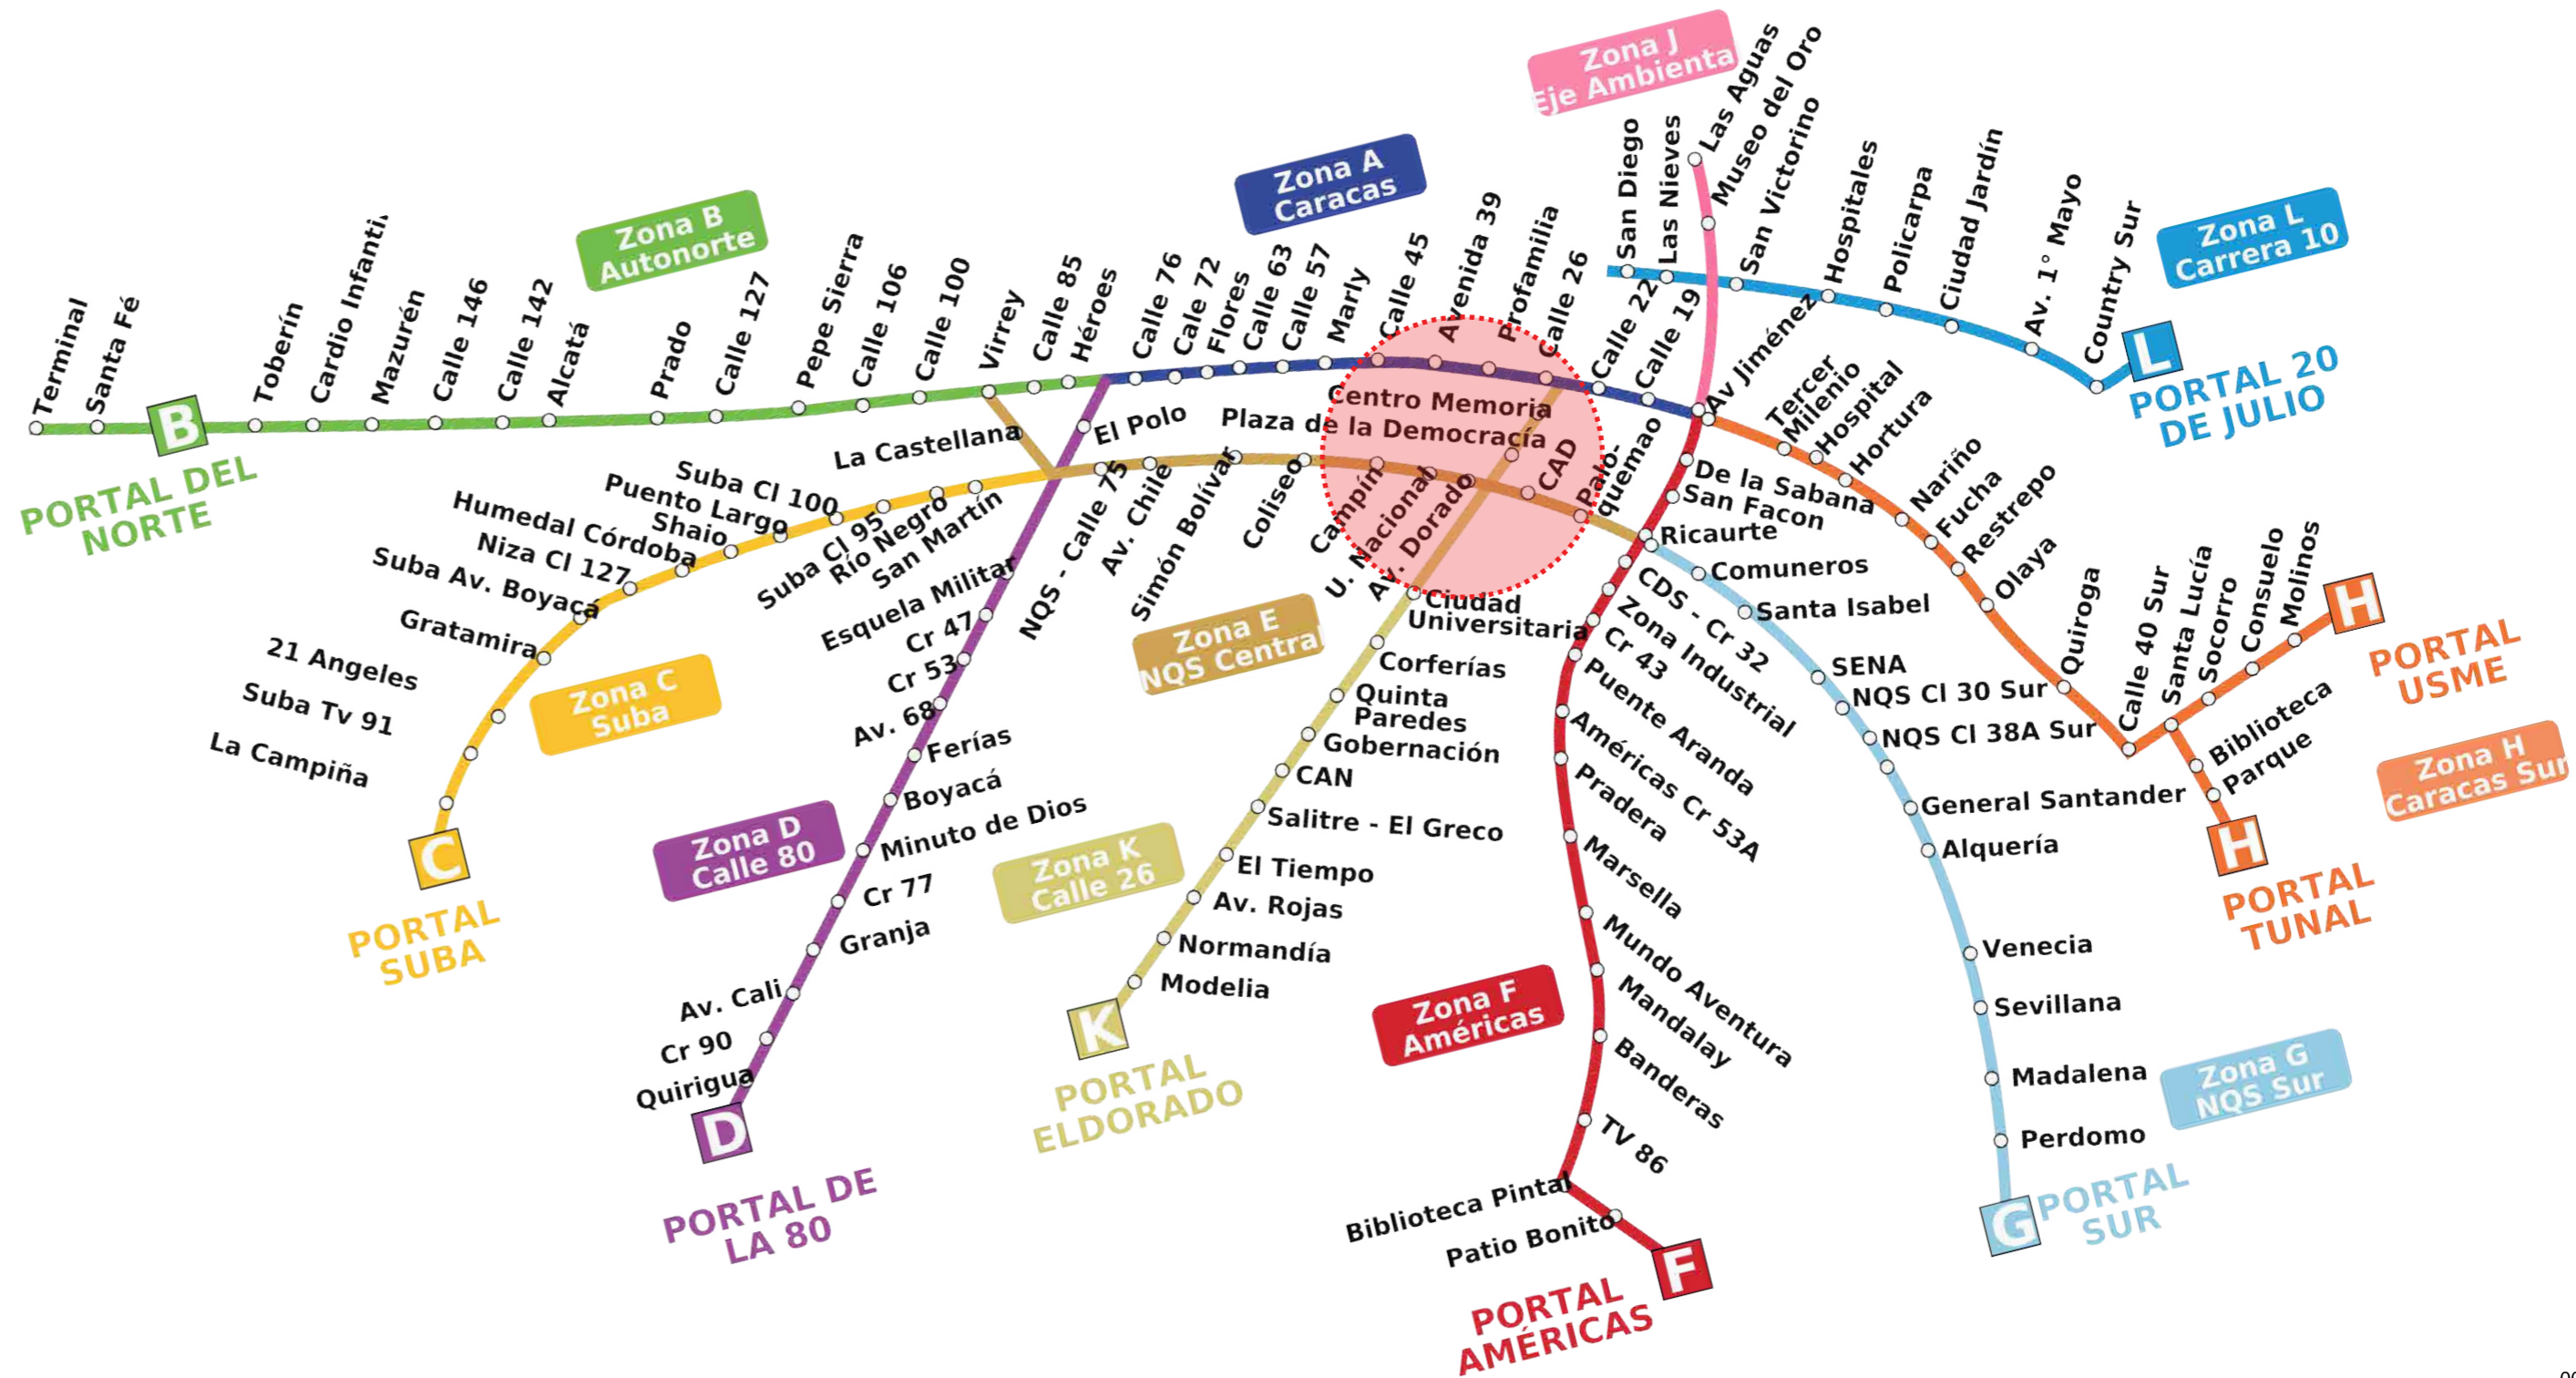 Zona J
Eje Ambienta
Las Aguas
Museo del Oro
San Victorino
San Diego
Las Nieves
Hospitales
Policarpa
Ciudad Jardín
Av. 1° Mayo
Country Sur
Zona L
Carrera 10
L
PORTAL 20
DE JULIO
Zona A
Caracas
Zona B
Autonorte
Terminal
Santa Fé
B
PORTAL DEL
NORTE
Toberín
Cardio Infanti
Mazurén
Calle 146
Calle 142
Alcatá
Prado
Calle 127
Pepe Sierra
Calle 106
Calle 100
Virrey
Calle 85
Héroes
Calle 76
Cale 72
Flores
Calle 63
Calle 57
Marly
Calle 45
Avenida 39
Profamilia
Calle 26
Calle 22
Calle 19
Av Jiménez
Tercer
Milenio
Hospital
Hortura
Nariño
Fucha
Restrepo
Olaya
Quiroga
Calle 40 Sur
Santa Lucía
Socorro
Consuelo
Molinos
H
PORTAL
USME
Biblioteca
Parque
H
PORTAL
TUNAL
Zona H
Caracas Sur
Centro Memoria
Plaza de la Democracia
La Castellana
El Polo
Suba Cl 100
Puento Largo
Shaio
Humedal Córdoba
Niza Cl 127
Suba Av. Boyacá
Gratamira
21 Angeles
Suba Tv 91
La Campiña
Suba Cl 95
Río Negro
San Martín
Zona C
Suba
C
PORTAL
SUBA
NQS - Calle 75
Av. Chile
Simón Bolívar
Coliseo
Campín
U. Nacional
Av. Dorado
CAD
Palo-
quemao
Zona E
NQS Central
Esquela Militar
Cr 47
Cr 53
Av. 68
Ferías
Boyacá
Minuto de Dios
Cr 77
Granja
Av. Cali
Cr 90
Quirigua
Zona D
Calle 80
D
PORTAL DE
LA 80
Ciudad
Universitaria
Corferías
Quinta
Paredes
Gobernación
CAN
Salitre - El Greco
El Tiempo
Av. Rojas
Normandía
Modelia
Zona K
Calle 26
K
PORTAL
ELDORADO
De la Sabana
San Facon
Ricaurte
CDS - Cr 32
Zona Industrial
Cr 43
Puente Aranda
Américas Cr 53A
Pradera
Marsella
Mundo Aventura
Mandalay
Banderas
TV 86
Biblioteca Pintal
Patio Bonito
Zona F
Américas
F
PORTAL
AMÉRICAS
Comuneros
Santa Isabel
SENA
NQS Cl 30 Sur
NQS Cl 38A Sur
General Santander
Alquería
Venecia
Sevillana
Madalena
Perdomo
Zona G
NQS Sur
G
PORTAL
SUR